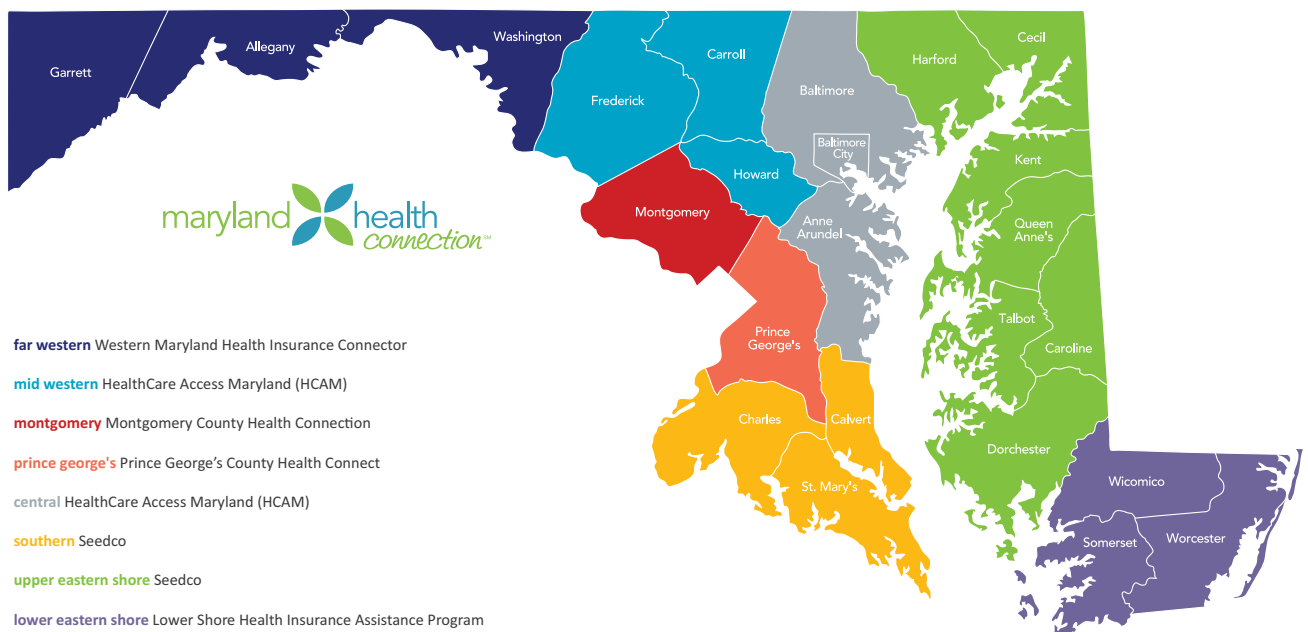 Garrett
Allegany
Washington
Frederick
Carroll
Baltimore
Baltimore
City
Harford
Cecil
Howard
Kent
Montgomery
Anne
Arundel
Queen
Anne's
Talbot
Caroline
Prince
George's
Charles
Calvert
St. Mary's
Dorchester
Wicomico
Somerset
Worcester
maryland health
connection℠
far western Western Maryland Health Insurance Connector
mid western HealthCare Access Maryland (HCAM)
montgomery Montgomery County Health Connection
prince george's Prince George’s County Health Connect
central HealthCare Access Maryland (HCAM)
southern Seedco
upper eastern shore Seedco
lower eastern shore Lower Shore Health Insurance Assistance Program